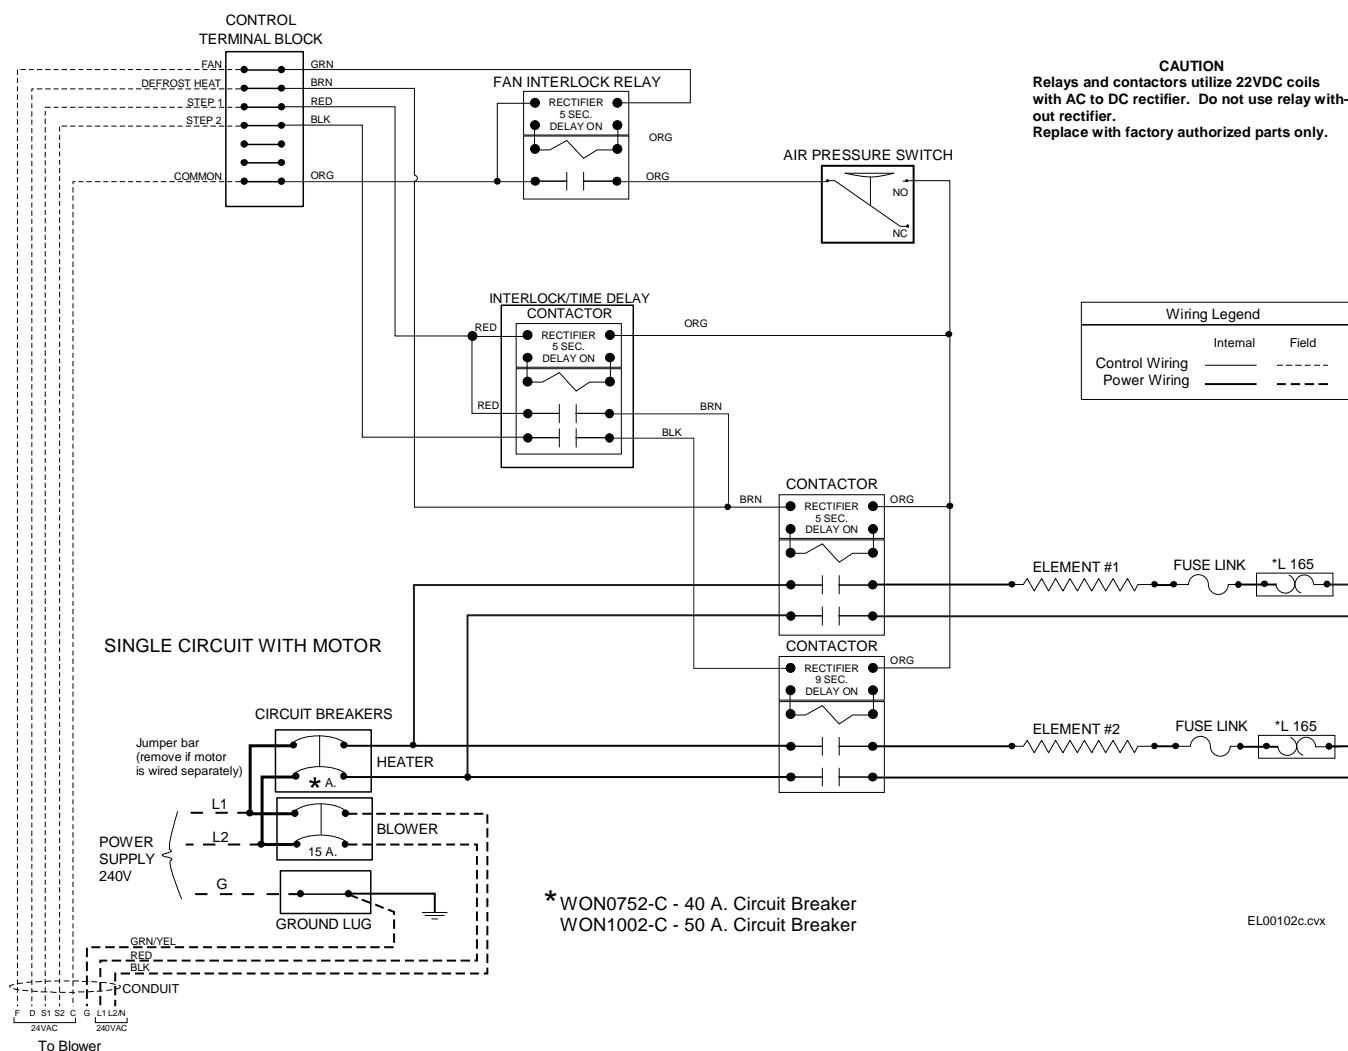 CONTROL
TERMINAL BLOCK
FAN
GRN
DEFROST HEAT
BRN
STEP 1
RED
STEP 2
BLK
COMMON
ORG
FAN INTERLOCK RELAY
RECTIFIER
5 SEC.
DELAY ON
ORG
ORG
AIR PRESSURE SWITCH
NO
NC
CAUTION
Relays and contactors utilize 22VDC coils
with AC to DC rectifier.  Do not use relay with-
out rectifier.
Replace with factory authorized parts only.
Wiring Legend
Internal Field
Control Wiring
Power Wiring
INTERLOCK/TIME DELAY
CONTACTOR
RED
RECTIFIER
5 SEC.
DELAY ON
ORG
RED
BRN
BLK
CONTACTOR
BRN
RECTIFIER
5 SEC.
DELAY ON
ORG
ELEMENT #1
FUSE LINK
*L 165
CONTACTOR
RECTIFIER
9 SEC.
DELAY ON
ORG
ELEMENT #2
FUSE LINK
*L 165
SINGLE CIRCUIT WITH MOTOR
CIRCUIT BREAKERS
Jumper bar
(remove if motor
is wired separately)
HEATER
* A.
L1
BLOWER
L2
15 A.
POWER
SUPPLY
240V
G
GROUND LUG
* WON0752-C - 40 A. Circuit Breaker
WON1002-C - 50 A. Circuit Breaker
EL00102c.cvx
GRN/YEL
RED
BLK
CONDUIT
F D S1 S2 C G L1 L2/N
24VAC 240VAC
To Blower